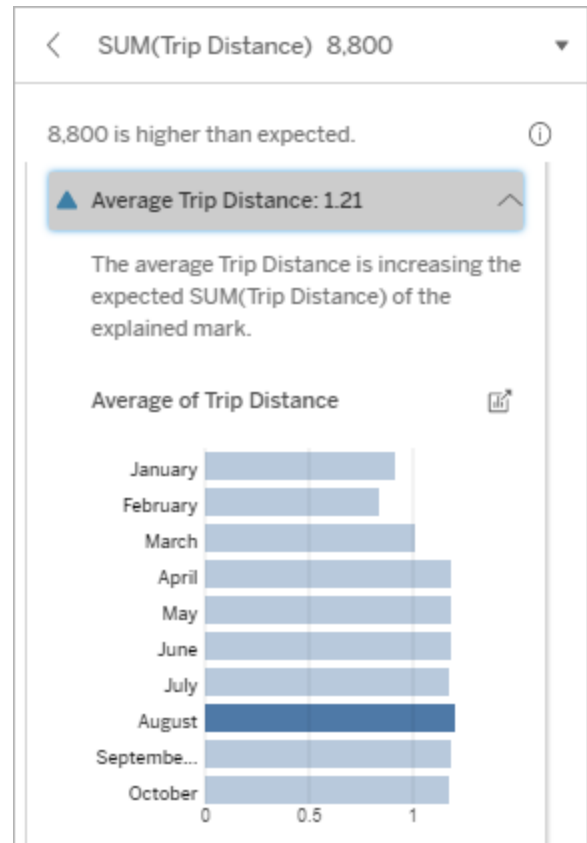 SUM(Trip Distance) 8,800
8,800 is higher than expected.
Average Trip Distance: 1.21
The average Trip Distance is increasing the
expected SUM(Trip Distance) of the
explained mark.
Average of Trip Distance
January
February
March
April
May
June
July
August
Septembe...
October
0 0.5 1